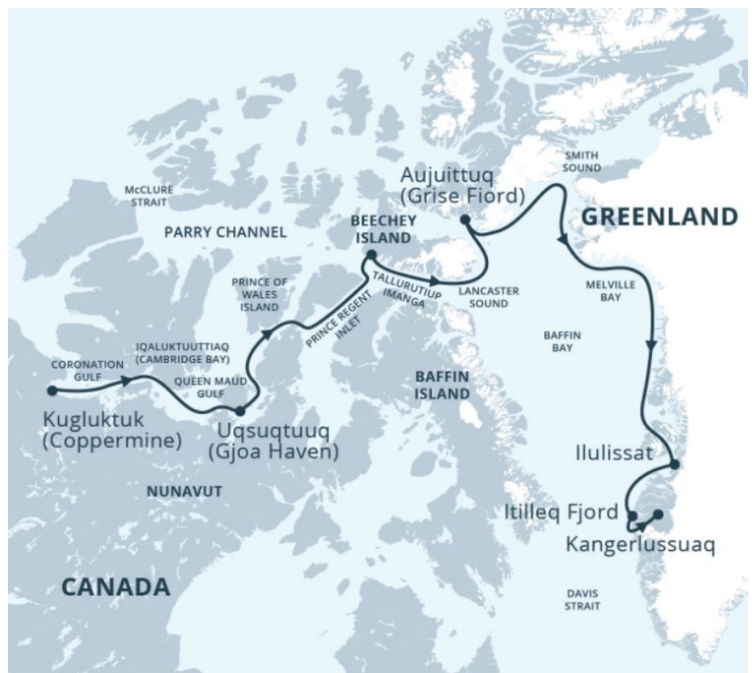 SMITH
SOUND
Aujuittuq
(Grise Fiord)
McCLURE
STRAIT
GREENLAND
BEECHEY
ISLAND
PARRY CHANNEL
PRINCE OF
WALES
ISLAND
TALLURUTIUP
IMANGA
LANCASTER
SOUND
MELVILLE
BAY
PRINCE REGENT
INLET
BAFFIN
BAY
IQALUKTUUTTIAQ
(CAMBRIDGE BAY)
CORONATION
GULF
QUEEN MAUD
GULF
BAFFIN
ISLAND
Kugluktuk
(Coppermine)
Uqsuqtuuq
(Gjoa Haven)
Ilulissat
NUNAVUT
Itilleq Fjord
Kangerlussuaq
CANADA
DAVIS
STRAIT